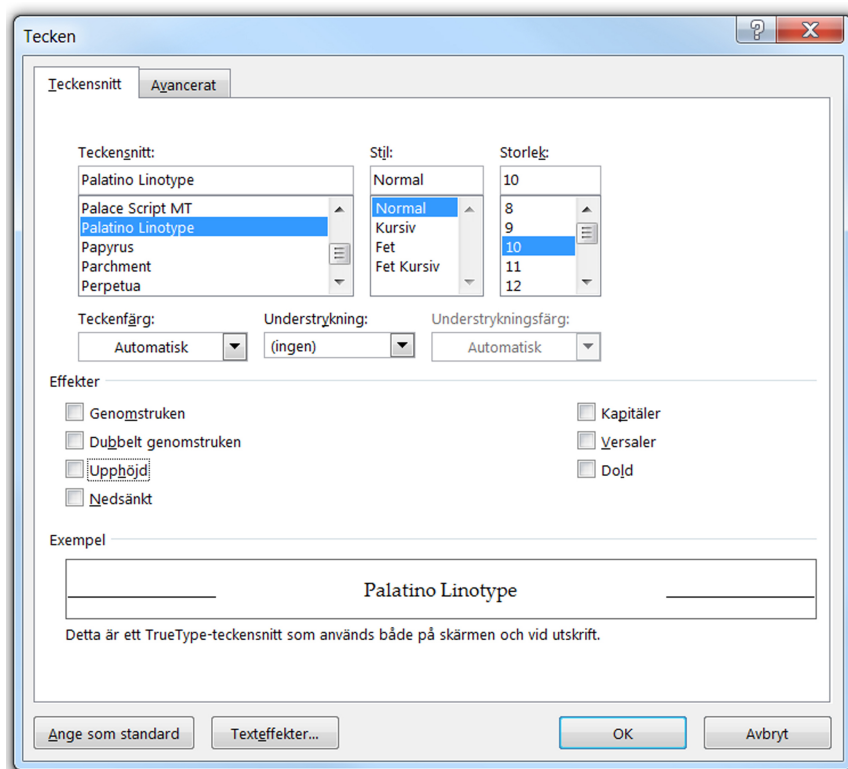 Tecken
Teckensnitt Avancerat
Teckensnitt: Stil: Storlek:
Palatino Linotype Normal 10
Palace Script MT Normal 8
Palatino Linotype Kursiv 9
Papyrus Fet 10
Parchment Fet Kursiv 11
Perpetua 12
Teckenfärg: Understrykning: Understrykningsfärg:
Automatisk (ingen) Automatisk
Effekter
Genomstruken Kapitäler
Dubbelt genomstruken Versaler
Upphöjd Dold
Nedsänkt
Exempel
Palatino Linotype
Detta är ett TrueType-teckensnitt som används både på skärmen och vid utskrift.
Ange som standard Texteffekter... OK Avbryt